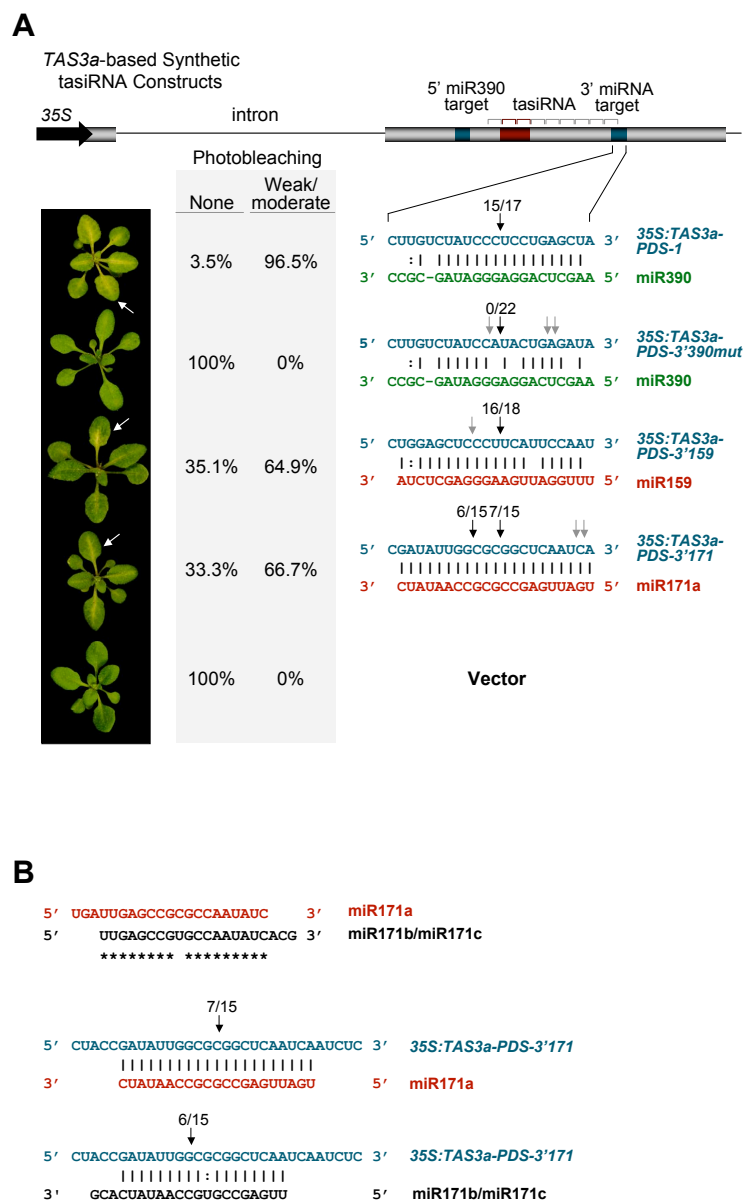 A
TAS3a-based Synthetic
tasiRNA Constructs
35S
intron
5’ miR390
target
tasiRNA
3’ miRNA
target
Photobleaching
None
Weak/
moderate
15/17
5’ CUUGUCUAUCCCUCCUGAGCUA 3’
35S:TAS3a-
PDS-1
3.5% 96.5%
3’ CCGC-GAUAGGGAGGACUCGAA 5’ miR390
0/22
5’ CUUGUCUAUCCAUACUGAGAUA 3’
35S:TAS3a-
PDS-3’390mut
100% 0%
3’ CCGC-GAUAGGGAGGACUCGAA 5’ miR390
16/18
5’ CUGGAGCUCCCUUCAUUCCAAU 3’
35S:TAS3a-
PDS-3’159
35.1% 64.9%
3’ AUCUCGAGGGAAGUUAGGUUU 5’ miR159
6/15 7/15
5’ CGAUAUUGGCGCGGCUCAAUCA 3’
35S:TAS3a-
PDS-3’171
33.3% 66.7%
3’ CUAUAACCGCGCCGAGUUAGU 5’ miR171a
100% 0% Vector
B
5’ UGAUUGAGCCGCGCCAAUAUC 3’ miR171a
5’ UUGAGCCGUGCCAAUAUCACG 3’ miR171b/miR171c
******** *********
7/15
5’ CUACCGAUAUUGGCGCGGCUCAAUCAAUCUC 3’ 35S:TAS3a-PDS-3’171
3’ CUAUAACCGCGCCGAGUUAGU 5’ miR171a
6/15
5’ CUACCGAUAUUGGCGCGGCUCAAUCAAUCUC 3’ 35S:TAS3a-PDS-3’171
3' GCACUAUAACCGUGCCGAGUU 5’ miR171b/miR171c